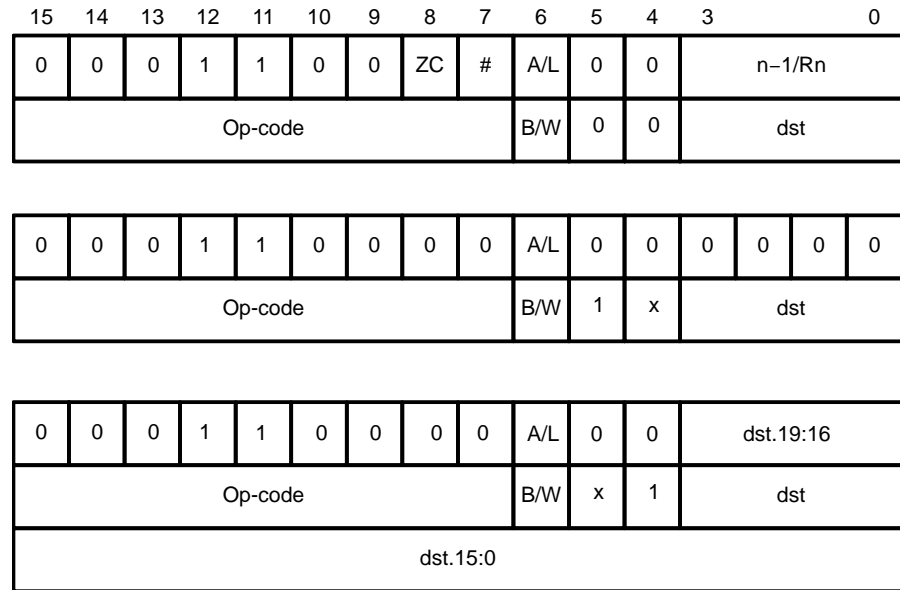 15 14 13 12 11 10 9 8 7 6 5 4 3 0
0 0 0 1 1 0 0 ZC # A/L 0 0 n−1/Rn
Op-code B/W 0 0 dst
0 0 0 1 1 0 0 0 0 A/L 0 0 0 0 0 0
Op-code B/W 1 x dst
0 0 0 1 1 0 0 0 0 A/L 0 0 dst.19:16
Op-code B/W x 1 dst
dst.15:0